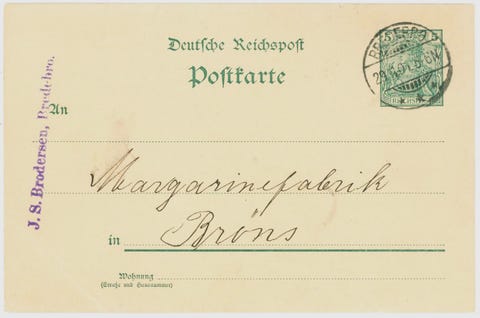 Deutsche Reichspost
Postkarte
J. S. Brodersen, Bredebro.
An
Margarinefabrik
in Bröns
Wohnung
(Straße und Hausnummer)